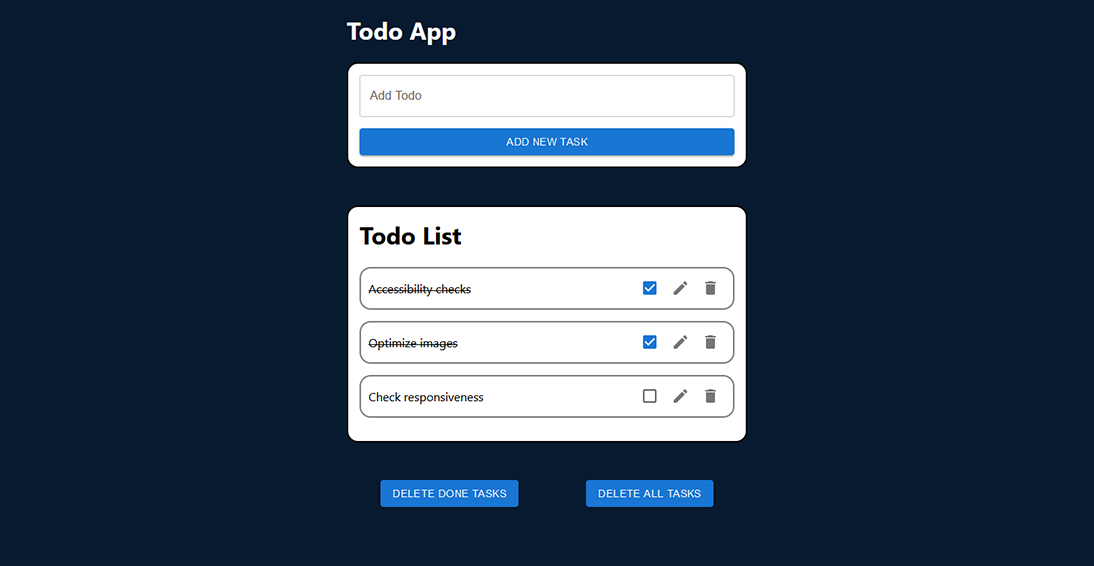 Todo App
Add Todo
ADD NEW TASK
Todo List
Accessibility checks
Optimize images
Check responsiveness
DELETE DONE TASKS
DELETE ALL TASKS